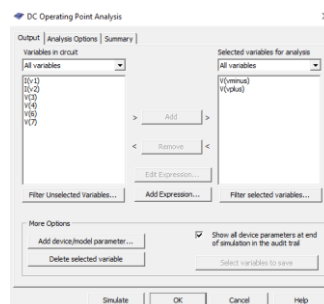 DC Operating Point Analysis
Output Analysis Options Summary
Variables in circuit
Selected variables for analysis
All variables
All variables
I(v1)
I(v2)
V(3)
V(4)
V(6)
V(7)
V(vminus)
V(vplus)
> Add >
< Remove <
Edit Expression...
Filter Unselected Variables...
Add Expression...
Filter selected variables...
More Options
Add device/model parameter...
Delete selected variable
Show all device parameters at end
of simulation in the audit trail
Select variables to save
Simulate OK Cancel Help